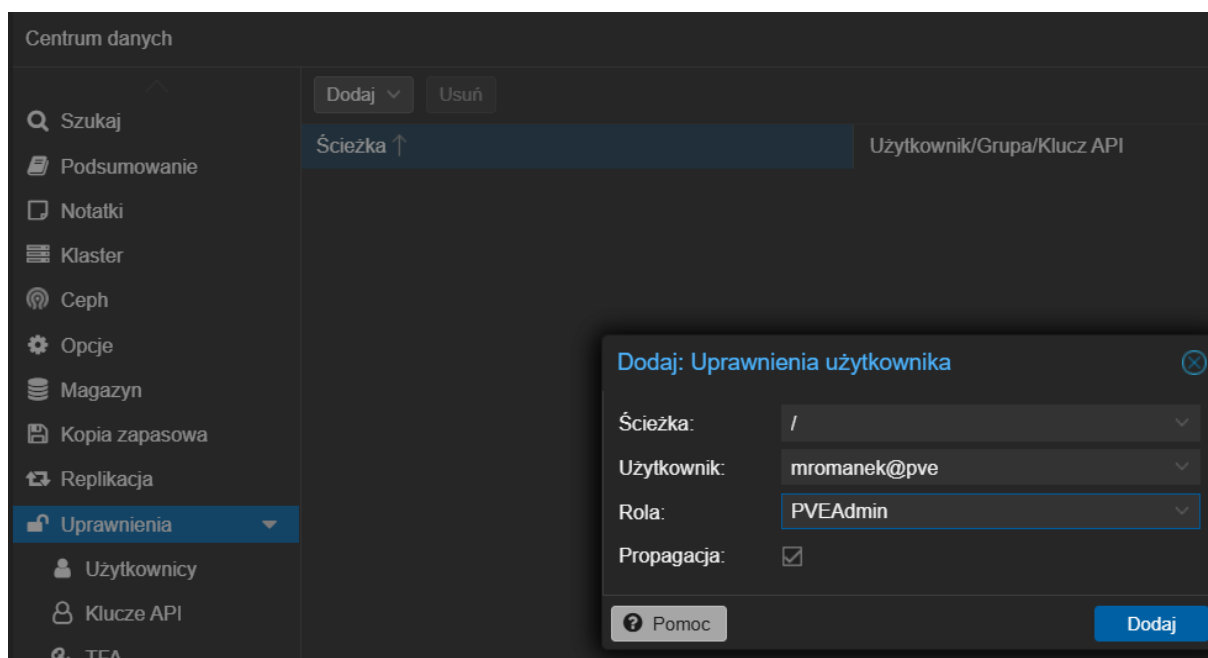 Centrum danych
Szukaj
Podsumowanie
Notatki
Klaster
Ceph
Opcje
Magazyn
Kopia zapasowa
Replikacja
Uprawnienia
Użytkownicy
Klucze API
TFA
Dodaj
Usuń
Ścieżka
Użytkownik/Grupa/Klucz API
Dodaj: Uprawnienia użytkownika
Ścieżka: /
Użytkownik: mromanek@pve
Rola: PVEAdmin
Propagacja:
Pomoc
Dodaj